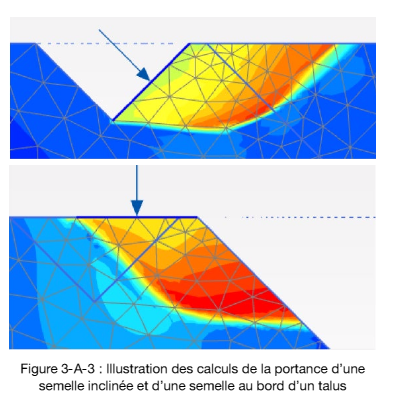 Figure 3-A-3 : Illustration des calculs de la portance d’une
semelle inclinée et d’une semelle au bord d’un talus